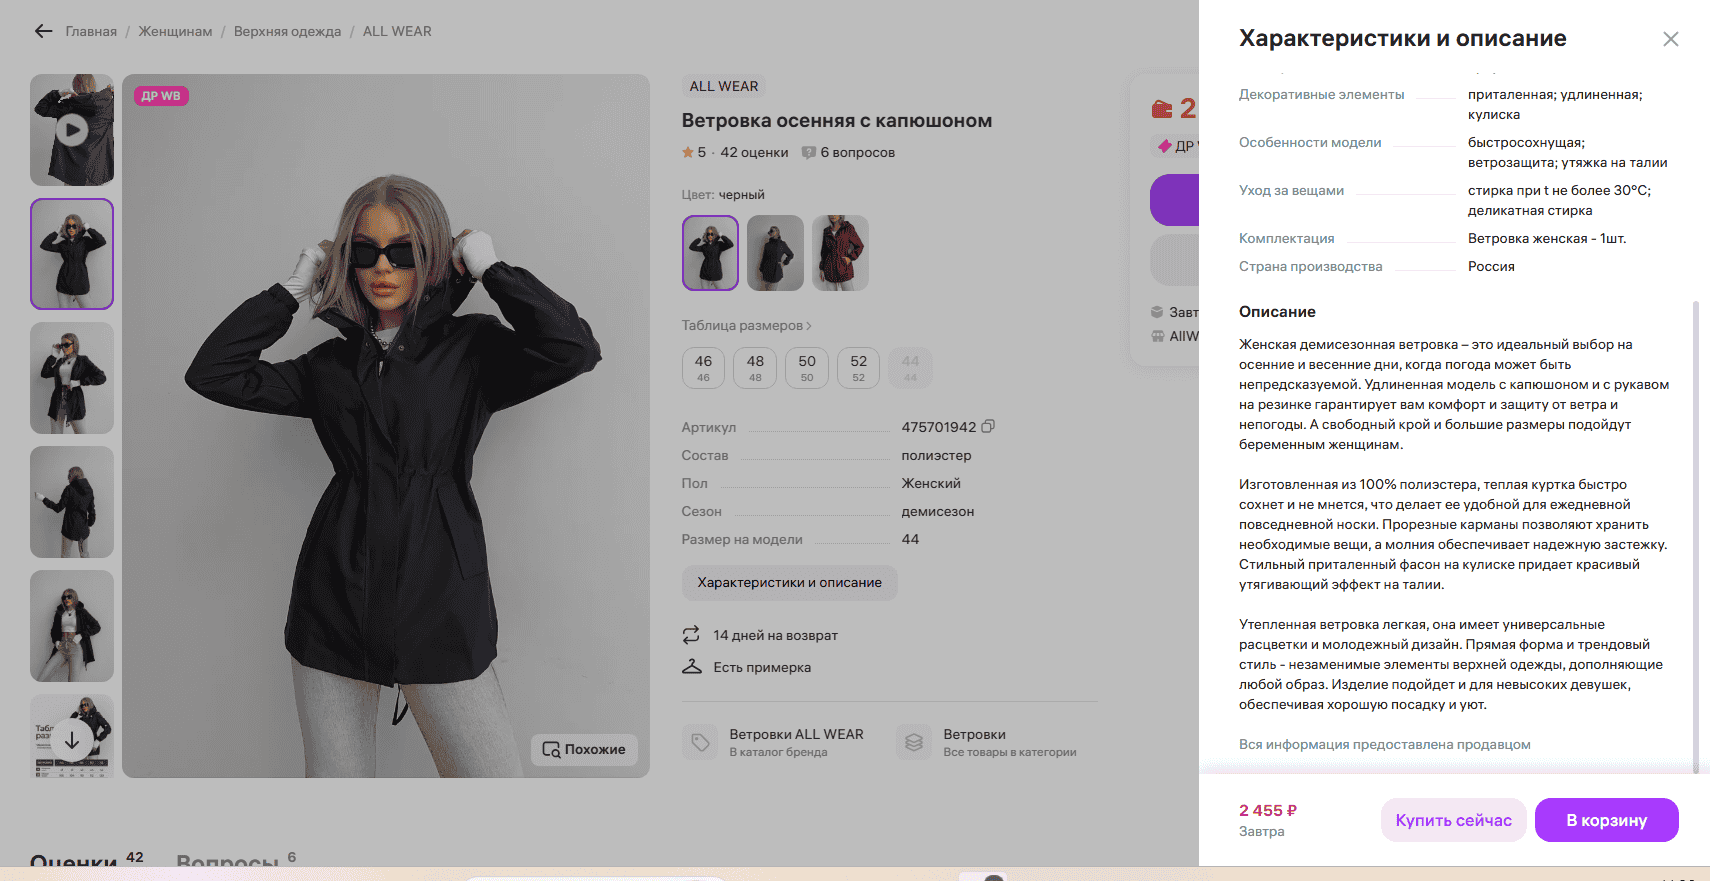 Главная / Женщинам / Верхняя одежда / ALL WEAR
ДР WB
Похожие
ALL WEAR
Ветровка осенняя с капюшоном
5 · 42 оценки 6 вопросов
Цвет: черный
Таблица размеров
46 48 50 52 44
46 48 50 52 44
Артикул 475701942
Состав полиэстер
Пол Женский
Сезон демисезон
Размер на модели 44
Характеристики и описание
14 дней на возврат
Есть примерка
Ветровки ALL WEAR
В каталог бренда
Ветровки
Все товары в категории
Оценки 42
Вопросы 6
2
ДР
Завт
AllW
Характеристики и описание
Декоративные элементы приталенная; удлиненная;
кулиска
Особенности модели быстросохнущая;
ветрозащита; утяжка на талии
Уход за вещами стирка при t не более 30°C;
деликатная стирка
Комплектация Ветровка женская - 1шт.
Страна производства Россия
Описание
Женская демисезонная ветровка – это идеальный выбор на
осенние и весенние дни, когда погода может быть
непредсказуемой. Удлиненная модель с капюшоном и с рукавом
на резинке гарантирует вам комфорт и защиту от ветра и
непогоды. А свободный крой и большие размеры подойдут
беременным женщинам.
Изготовленная из 100% полиэстера, теплая куртка быстро
сохнет и не мнется, что делает ее удобной для ежедневной
повседневной носки. Прорезные карманы позволяют хранить
необходимые вещи, а молния обеспечивает надежную застежку.
Стильный приталенный фасон на кулиске придает красивый
утягивающий эффект на талии.
Утепленная ветровка легкая, она имеет универсальные
расцветки и молодежный дизайн. Прямая форма и трендовый
стиль - незаменимые элементы верхней одежды, дополняющие
любой образ. Изделие подойдет и для невысоких девушек,
обеспечивая хорошую посадку и уют.
Вся информация предоставлена продавцом
2 455 ₽
Завтра
Купить сейчас
В корзину